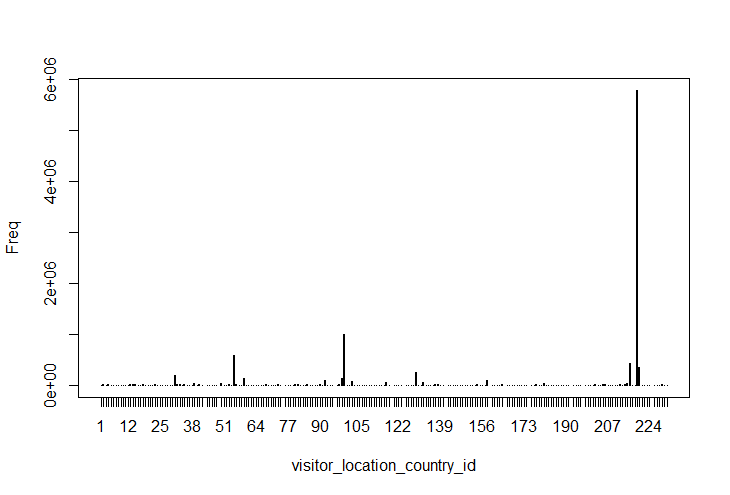 6e+06
4e+06
2e+06
0e+00
Freq
1 12 25 38 51 64 77 90 105 122 139 156 173 190 207 224
visitor_location_country_id